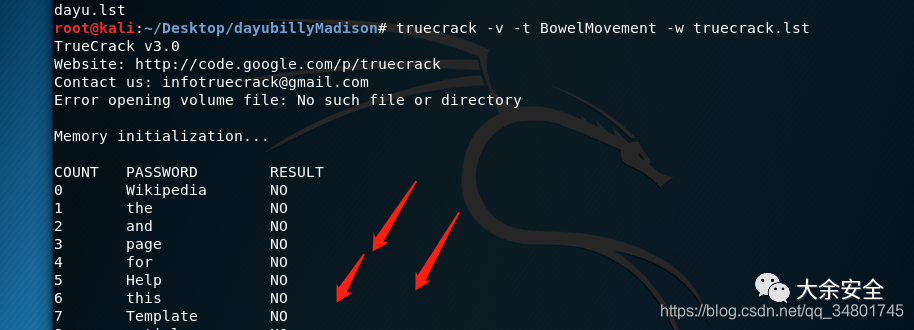 dayu.lst
root@kali:~/Desktop/dayubillyMadison# truecrack -v -t BowelMovement -w truecrack.lst
TrueCrack v3.0
Website: http://code.google.com/p/truecrack
Contact us: infotruecrack@gmail.com
Error opening volume file: No such file or directory
Memory initialization...
COUNT PASSWORD RESULT
0 Wikipedia NO
1 the NO
2 and NO
3 page NO
4 for NO
5 Help NO
6 this NO
7 Template NO
大余安全
https://blog.csdn.net/qq_34801745